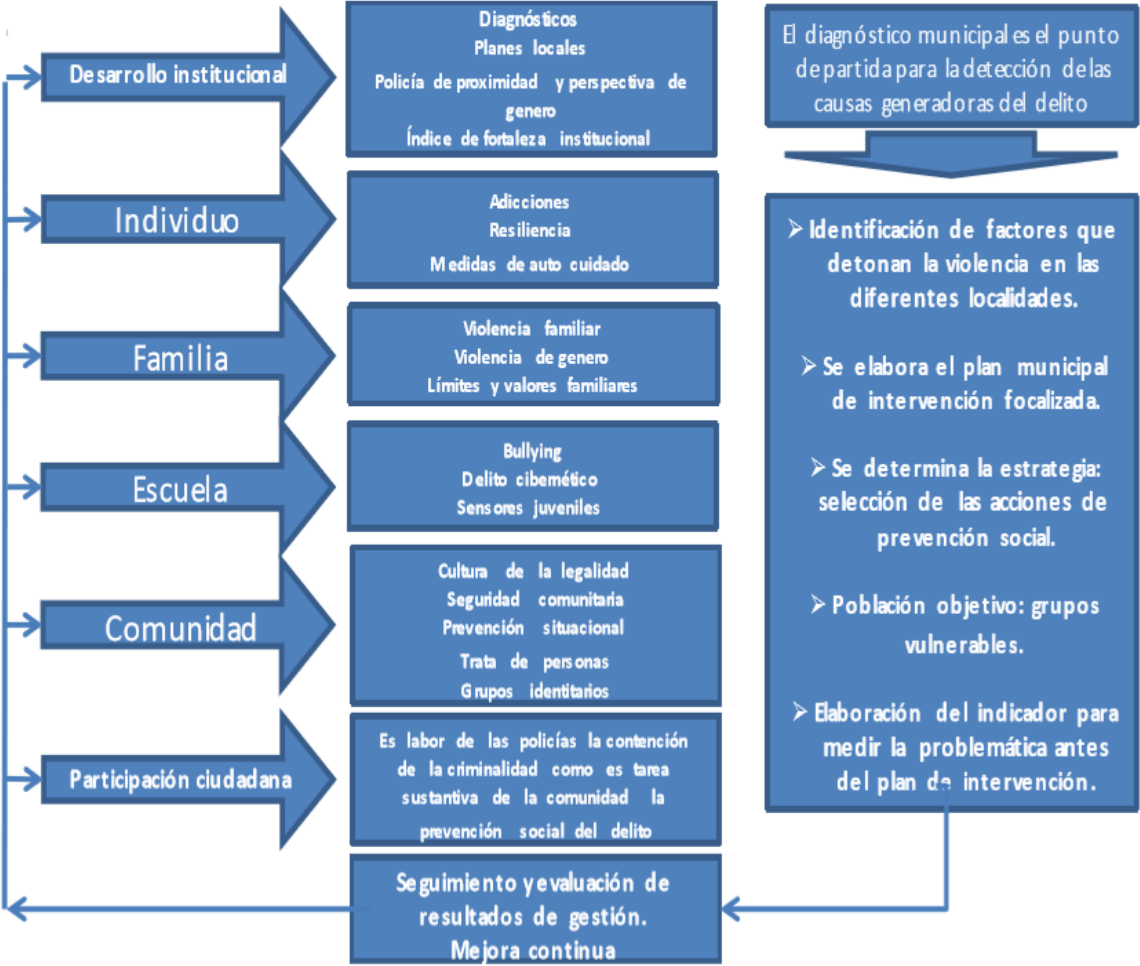 Desarrollo institucional
Diagnósticos
Planes locales
Policía de proximidad y perspectiva de
genero
Índice de fortaleza institucional
Individuo
Adicciones
Resiliencia
Medidas de auto cuidado
Familia
Violencia familiar
Violencia de genero
Límites y valores familiares
Escuela
Bullying
Delito cibernético
Sensores juveniles
Comunidad
Cultura de la legalidad
Seguridad comunitaria
Prevención situacional
Trata de personas
Grupos identitarios
Participación ciudadana
Es labor de las policías la contención
de la criminalidad como es tarea
sustantiva de la comunidad la
prevención social del delito
El diagnóstico municipal es el punto
de partida para la detección de las
causas generadoras del delito
➢ Identificación de factores que
detonan la violencia en las
diferentes localidades.
➢ Se elabora el plan municipal
de intervención focalizada.
➢ Se determina la estrategia:
selección de las acciones de
prevención social.
➢ Población objetivo: grupos
vulnerables.
➢ Elaboración del indicador para
medir la problemática antes
del plan de intervención.
Seguimiento y evaluación de
resultados de gestión.
Mejora continua